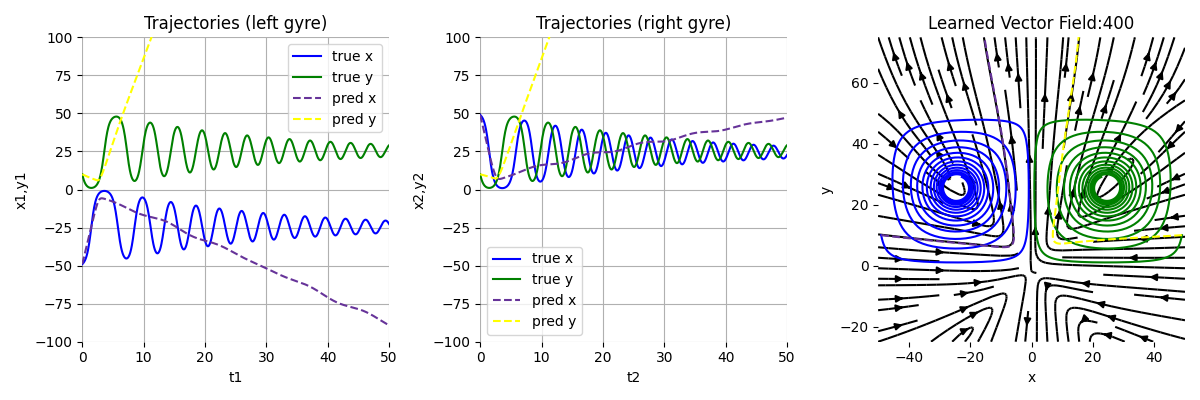 Trajectories (left gyre)
100
75
50
25
0
−25
−50
−75
−100
0 10 20 30 40 50
x1,y1
t1
true x
true y
pred x
pred y
Trajectories (right gyre)
100
75
50
25
0
−25
−50
−75
−100
0 10 20 30 40 50
x2,y2
t2
true x
true y
pred x
pred y
Learned Vector Field:400
60
40
20
0
−20
−40 −20 0 20 40
y
x